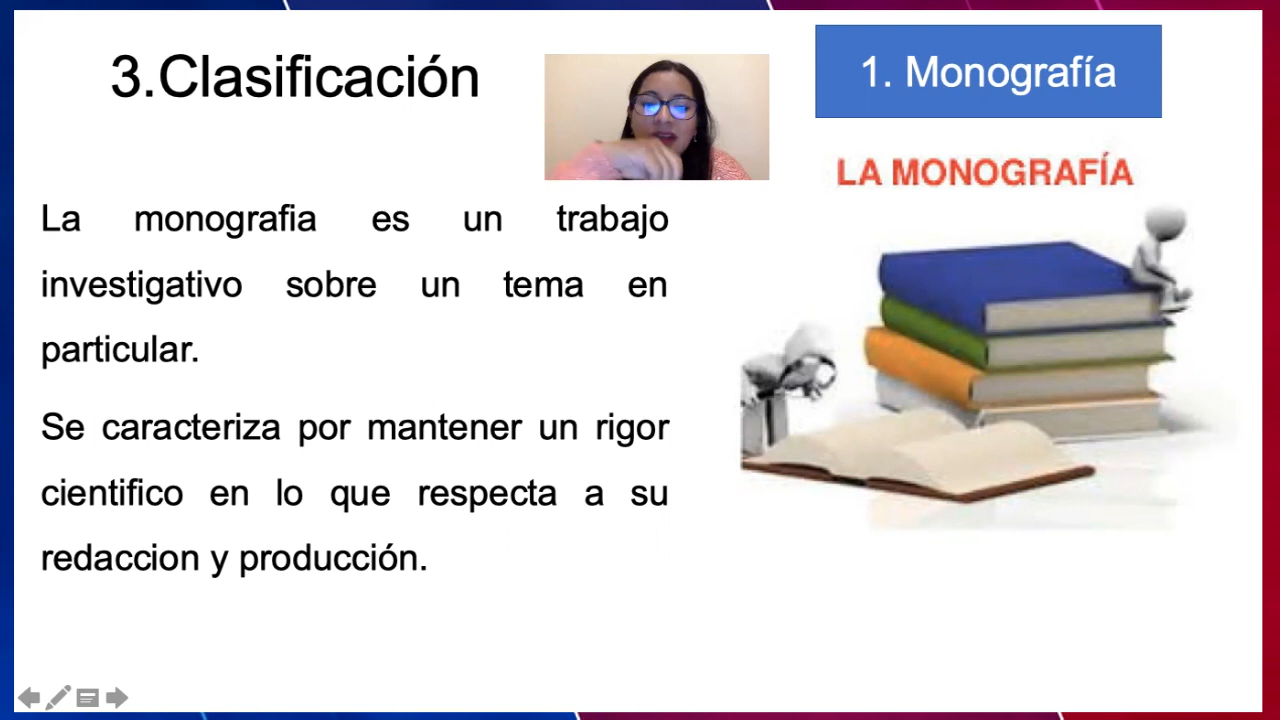 3.Clasificación
1. Monografía
LA MONOGRAFÍA
La monografia es un trabajo
investigativo sobre un tema en
particular.
Se caracteriza por mantener un rigor
cientifico en lo que respecta a su
redaccion y producción.